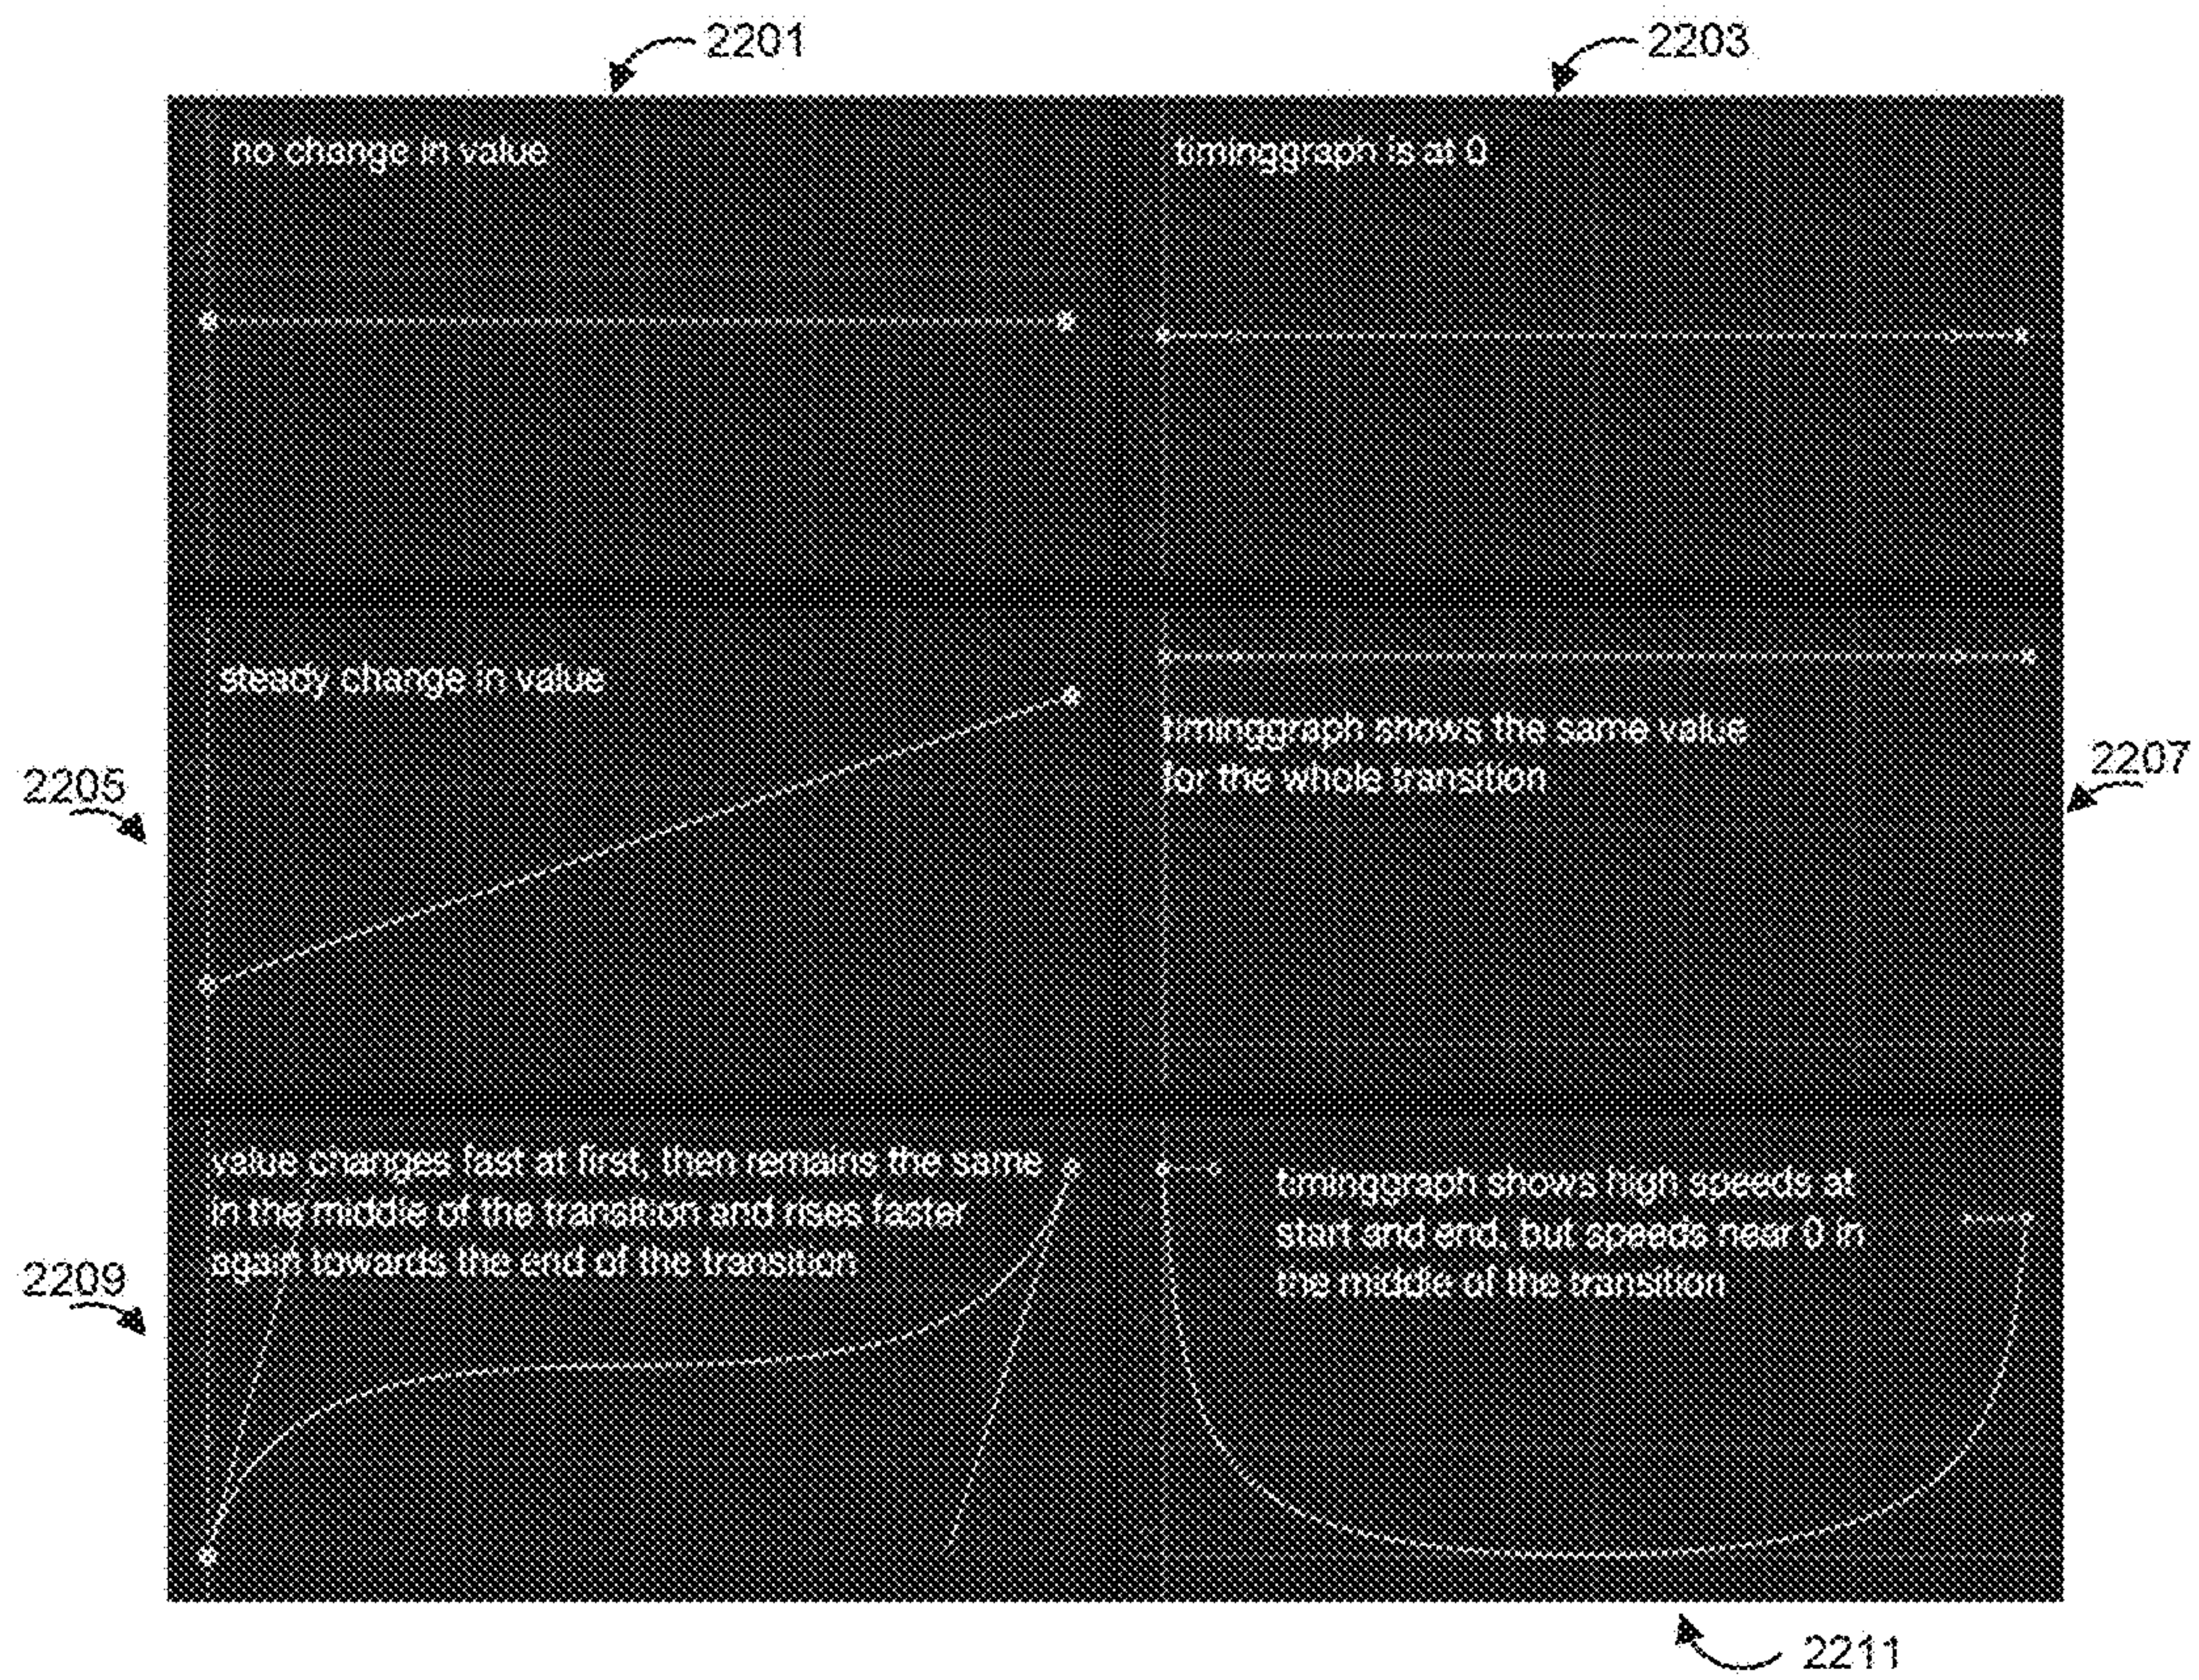 2201
2203
no change in value
timinggraph is at 0
steady change in value
timinggraph shows the same value
for the whole transition
2205
2207
value changes fast at first, then remains the same
in the middle of the transition and rises faster
again towards the end of the transition
timinggraph shows high speeds at
start and end, but speeds near 0 in
the middle of the transition
2209
2211